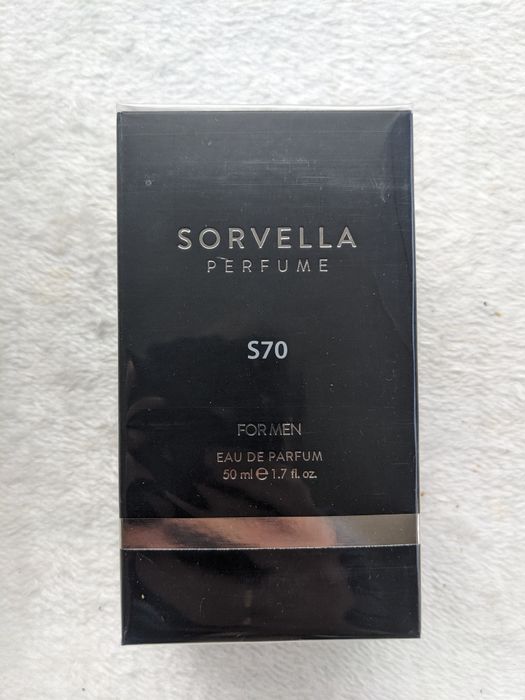 SORVELLA
PERFUME
S70
FOR MEN
EAU DE PARFUM
50 ml ℮ 1.7 fl. oz.